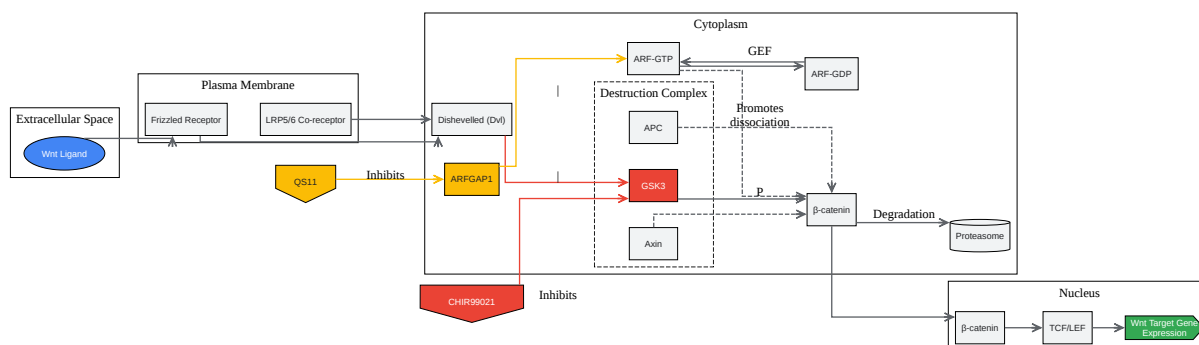 Cytoplasm
GEF
ARF-GTP
ARF-GDP
Plasma Membrane
Destruction Complex
Extracellular Space
Frizzled Receptor
LRP5/6 Co-receptor
Dishevelled (Dvl)
APC
Promotes
dissociation
Wnt Ligand
QS11
Inhibits
ARFGAP1
GSK3
P
β-catenin
Degradation
Proteasome
Axin
CHIR99021
Inhibits
Nucleus
β-catenin
TCF/LEF
Wnt Target Gene
Expression